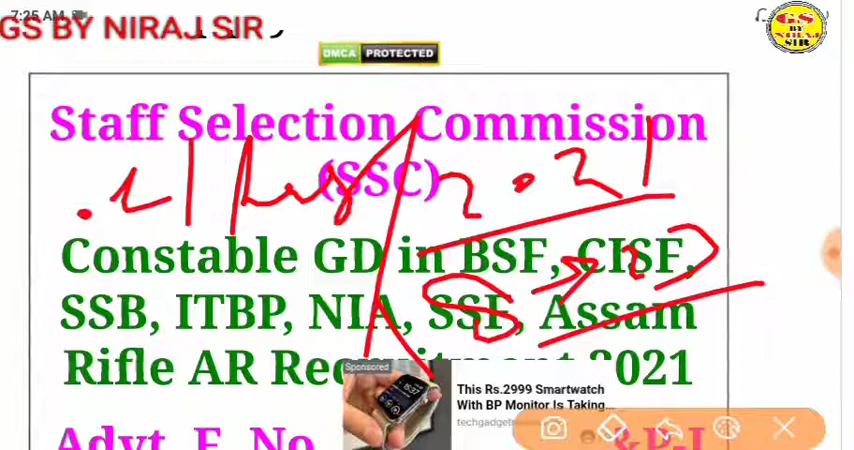 7:25 AM
GS BY NIRAJ SIR
GS
BY
NIRAJ
SIR
DMCA PROTECTED
Staff Selection Commission
(SSC)
2021
Constable GD in BSF, CISF,
SSB, ITBP, NIA, SSF, Assam
Rifle AR Recruitment 2021
Sponsored
This Rs.2999 Smartwatch
With BP Monitor Is Taking...
Advt. F. No.
&P-I